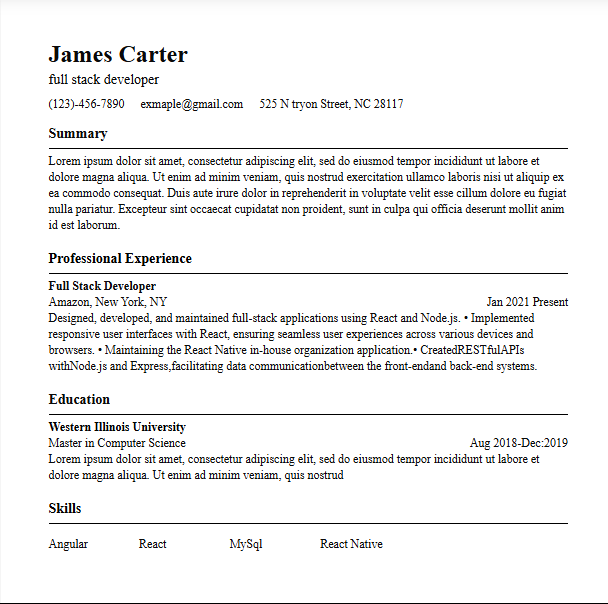 James Carter
full stack developer
(123)-456-7890 exmaple@gmail.com 525 N tryon Street, NC 28117
Summary
Lorem ipsum dolor sit amet, consectetur adipiscing elit, sed do eiusmod tempor incididunt ut labore et
dolore magna aliqua. Ut enim ad minim veniam, quis nostrud exercitation ullamco laboris nisi ut aliquip ex
ea commodo consequat. Duis aute irure dolor in reprehenderit in voluptate velit esse cillum dolore eu fugiat
nulla pariatur. Excepteur sint occaecat cupidatat non proident, sunt in culpa qui officia deserunt mollit anim
id est laborum.
Professional Experience
Full Stack Developer
Amazon, New York, NY Jan 2021 Present
Designed, developed, and maintained full-stack applications using React and Node.js. • Implemented
responsive user interfaces with React, ensuring seamless user experiences across various devices and
browsers. • Maintaining the React Native in-house organization application.• CreatedRESTfulAPIs
withNode.js and Express,facilitating data communicationbetween the front-endand back-end systems.
Education
Western Illinois University
Master in Computer Science Aug 2018-Dec:2019
Lorem ipsum dolor sit amet, consectetur adipiscing elit, sed do eiusmod tempor incididunt ut labore et
dolore magna aliqua. Ut enim ad minim veniam, quis nostrud
Skills
Angular React MySql React Native